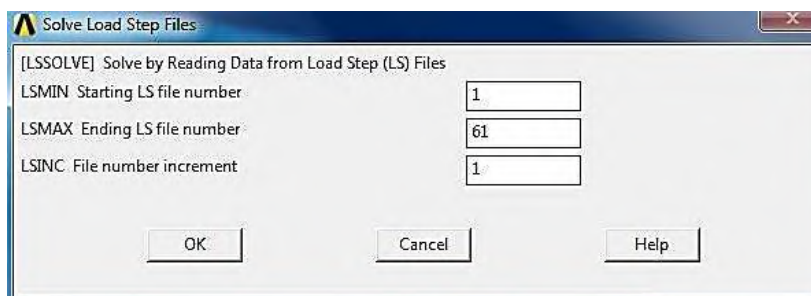 Solve Load Step Files
[LSSOLVE] Solve by Reading Data from Load Step (LS) Files
LSMIN Starting LS file number 1
LSMAX Ending LS file number 61
LSINC File number increment 1
OK Cancel Help